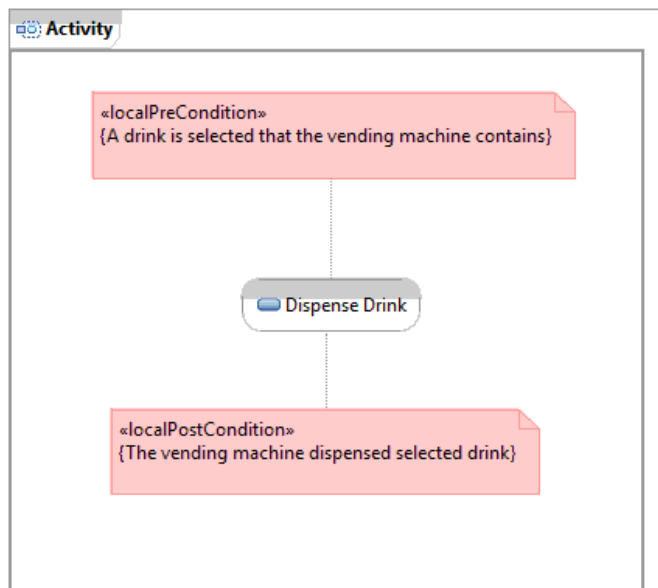 Activity
«localPreCondition»
{A drink is selected that the vending machine contains}
Dispense Drink
«localPostCondition»
{The vending machine dispensed selected drink}